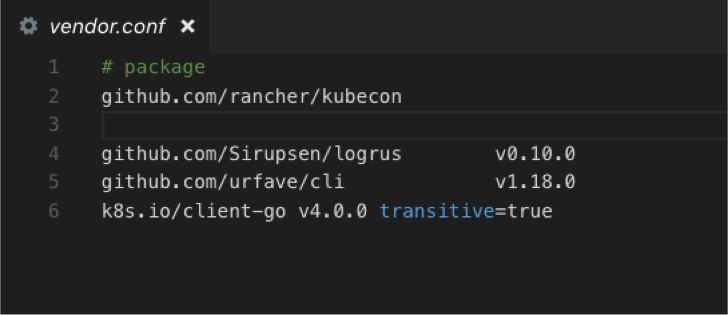 vendor.conf ×
1 # package
2 github.com/rancher/kubecon
3
4 github.com/Sirupsen/logrus v0.10.0
5 github.com/urfave/cli v1.18.0
6 k8s.io/client-go v4.0.0 transitive=true